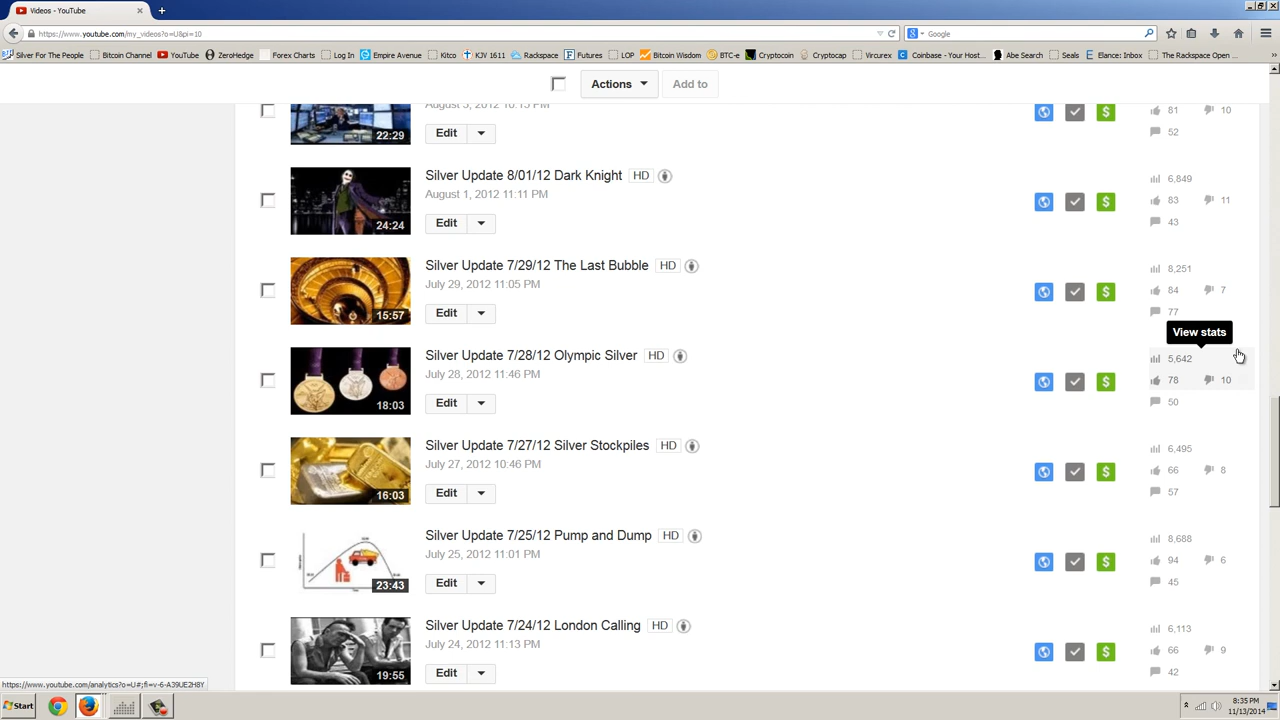 Videos - YouTube
https://www.youtube.com/my_videos?o=U&pi=10
Google
Silver For The People
Bitcoin Channel
YouTube
ZeroHedge
Forex Charts
Log In
Empire Avenue
Kitco
KJV 1611
Rackspace
Futures
LOP
Bitcoin Wisdom
BTC-e
Cryptocoin
Cryptocap
Vircurex
Coinbase - Your Host...
Abe Search
Seals
Elance: Inbox
The Rackspace Open ...
Actions
Add to
August 3, 2012 10:15 PM
22:29
Edit
81
10
52
Silver Update 8/01/12 Dark Knight HD
August 1, 2012 11:11 PM
24:24
Edit
$
6,849
83
11
43
Silver Update 7/29/12 The Last Bubble HD
July 29, 2012 11:05 PM
15:57
Edit
$
8,251
84
7
77
View stats
Silver Update 7/28/12 Olympic Silver HD
July 28, 2012 11:46 PM
18:03
Edit
$
5,642
78
10
50
Silver Update 7/27/12 Silver Stockpiles HD
July 27, 2012 10:46 PM
16:03
Edit
$
6,495
66
8
57
Silver Update 7/25/12 Pump and Dump HD
July 25, 2012 11:01 PM
23:43
Edit
$
8,688
94
6
45
Silver Update 7/24/12 London Calling HD
July 24, 2012 11:13 PM
19:55
Edit
$
6,113
66
9
42
Start
8:35 PM
11/13/2014